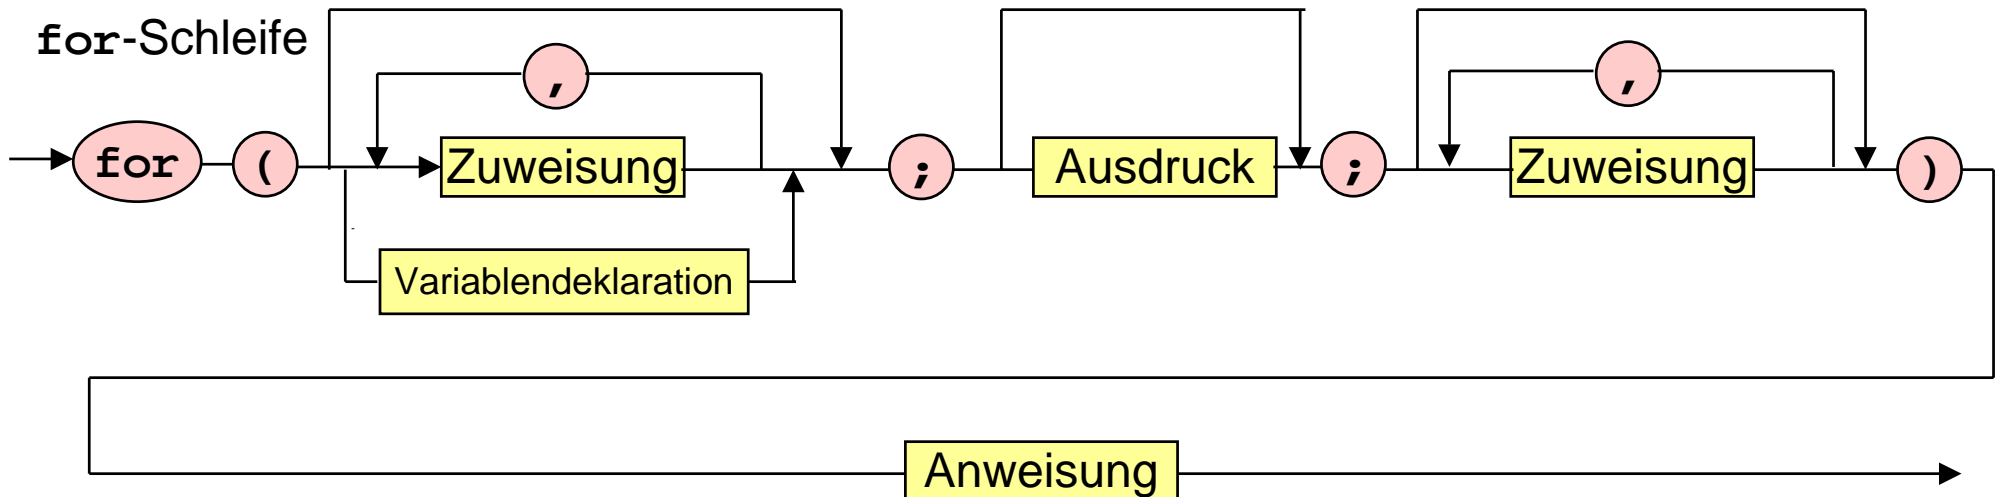 for-Schleife
, ,
for ( Zuweisung ; Ausdruck ; Zuweisung )
Variablendeklaration
Anweisung